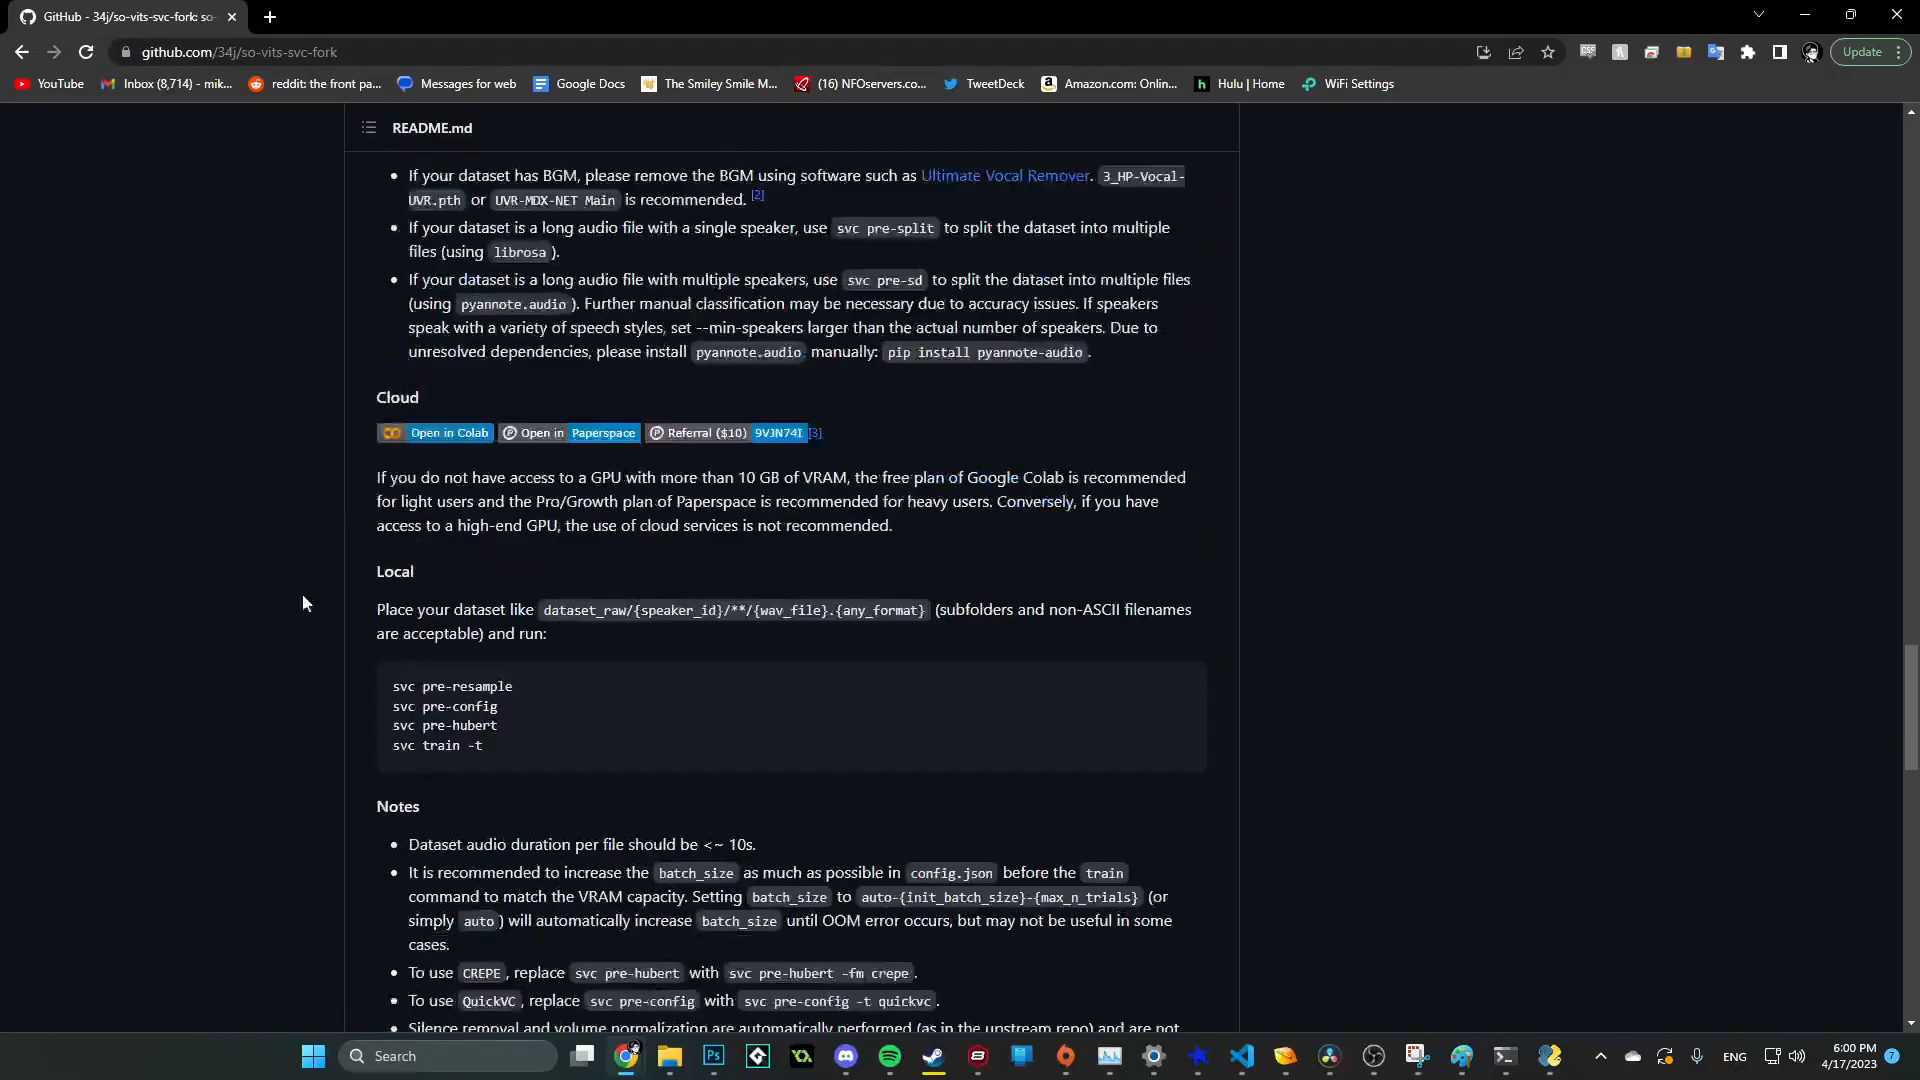 GitHub - 34j/so-vits-svc-fork: so-
github.com/34j/so-vits-svc-fork
Update
YouTube
Inbox (8,714) - mik...
reddit: the front pa...
Messages for web
Google Docs
The Smiley Smile M...
(16) NFOservers.co...
TweetDeck
Amazon.com: Onlin...
Hulu | Home
WiFi Settings
README.md
If your dataset has BGM, please remove the BGM using software such as Ultimate Vocal Remover. 3_HP-Vocal-
UVR.pth or UVR-MDX-NET Main is recommended. [2]
If your dataset is a long audio file with a single speaker, use svc pre-split to split the dataset into multiple
files (using librosa ).
If your dataset is a long audio file with multiple speakers, use svc pre-sd to split the dataset into multiple files
(using pyannote.audio ). Further manual classification may be necessary due to accuracy issues. If speakers
speak with a variety of speech styles, set --min-speakers larger than the actual number of speakers. Due to
unresolved dependencies, please install pyannote.audio manually: pip install pyannote-audio .
Cloud
Open in Colab Open in Paperspace Referral ($10) 9VJN74I [3]
If you do not have access to a GPU with more than 10 GB of VRAM, the free plan of Google Colab is recommended
for light users and the Pro/Growth plan of Paperspace is recommended for heavy users. Conversely, if you have
access to a high-end GPU, the use of cloud services is not recommended.
Local
Place your dataset like dataset_raw/{speaker_id}/**/{wav_file}.{any_format} (subfolders and non-ASCII filenames
are acceptable) and run:
svc pre-resample
svc pre-config
svc pre-hubert
svc train -t
Notes
Dataset audio duration per file should be <~ 10s.
It is recommended to increase the batch_size as much as possible in config.json before the train
command to match the VRAM capacity. Setting batch_size to auto-{init_batch_size}-{max_n_trials} (or
simply auto ) will automatically increase batch_size until OOM error occurs, but may not be useful in some
cases.
To use CREPE , replace svc pre-hubert with svc pre-hubert -fm crepe .
To use QuickVC , replace svc pre-config with svc pre-config -t quickvc .
Silence removal and volume normalization are automatically performed (as in the upstream repo) and are not
Search
ENG
6:00 PM
4/17/2023
7